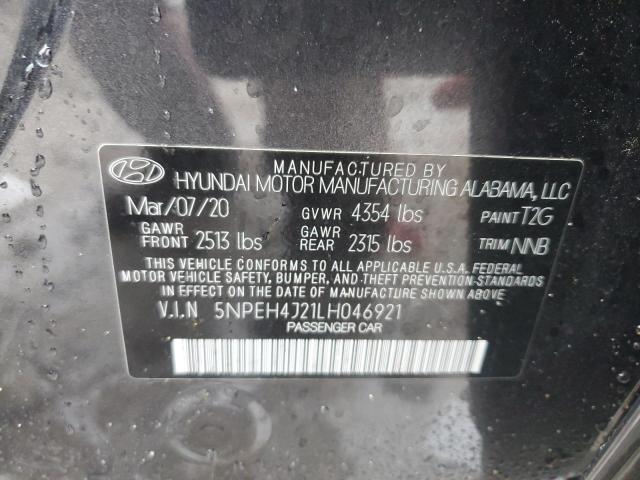 MANUFACTURED BY
HYUNDAI MOTOR MANUFACTURING ALABAMA, LLC
Mar/07/20 GVWR 4354 lbs PAINT T2G
GAWR FRONT 2513 lbs GAWR REAR 2315 lbs TRIM NNB
THIS VEHICLE CONFORMS TO ALL APPLICABLE U.S.A. FEDERAL
MOTOR VEHICLE SAFETY, BUMPER, AND THEFT PREVENTION STANDARDS
IN EFFECT ON THE DATE OF MANUFACTURE SHOWN ABOVE.
V.I.N 5NPEH4J21LH046921
PASSENGER CAR